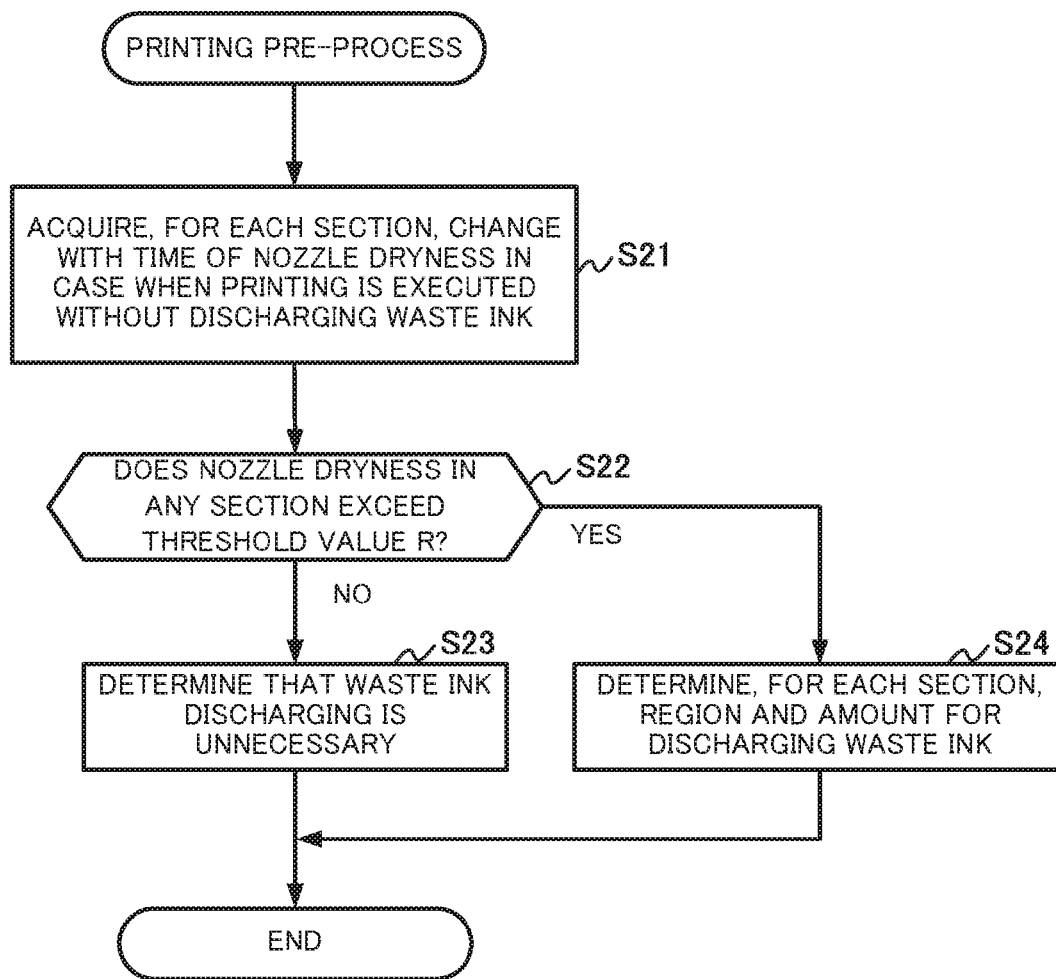 PRINTING PRE-PROCESS
ACQUIRE, FOR EACH SECTION, CHANGE
WITH TIME OF NOZZLE DRYNESS IN
CASE WHEN PRINTING IS EXECUTED
WITHOUT DISCHARGING WASTE INK
S21
DOES NOZZLE DRYNESS IN
ANY SECTION EXCEED
THRESHOLD VALUE R?
S22
YES
NO
S23
DETERMINE THAT WASTE INK
DISCHARGING IS
UNNECESSARY
S24
DETERMINE, FOR EACH SECTION,
REGION AND AMOUNT FOR
DISCHARGING WASTE INK
END